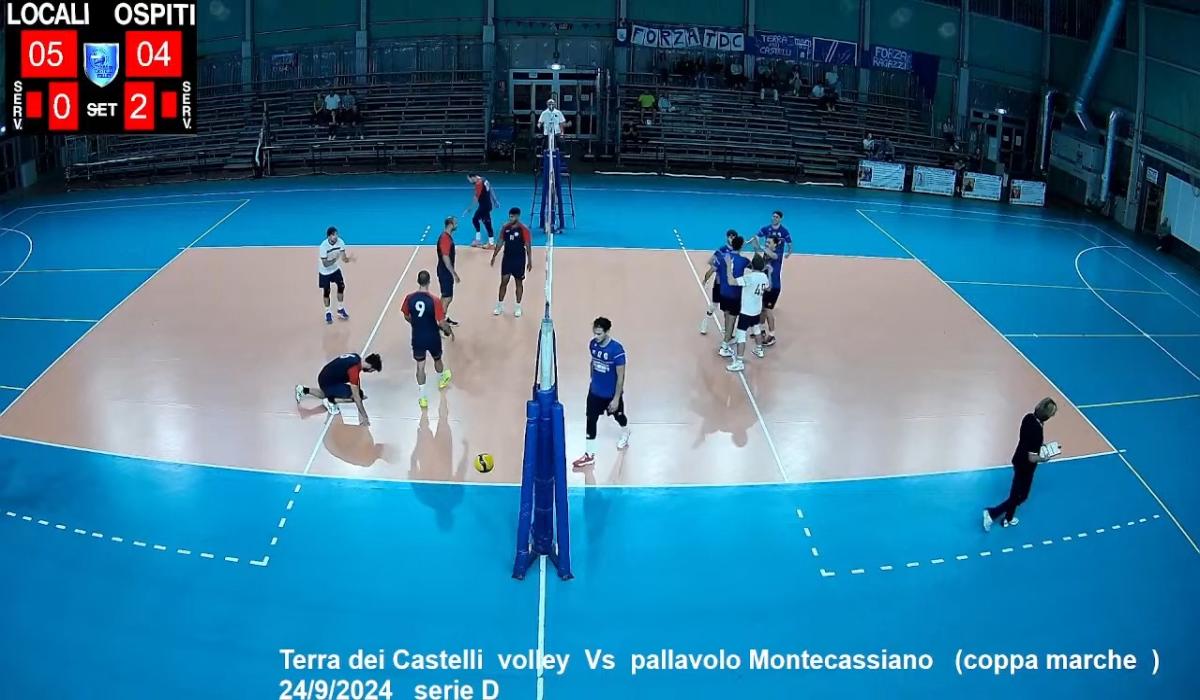 LOCALI OSPITI
05 04
SERV. 0 SET 2 SERV.
FORZA TDC
TERRA
CASTELLI
FORZA
RAGAZZI
9
Terra dei Castelli volley Vs pallavolo Montecassiano (coppa marche )
24/9/2024 serie D